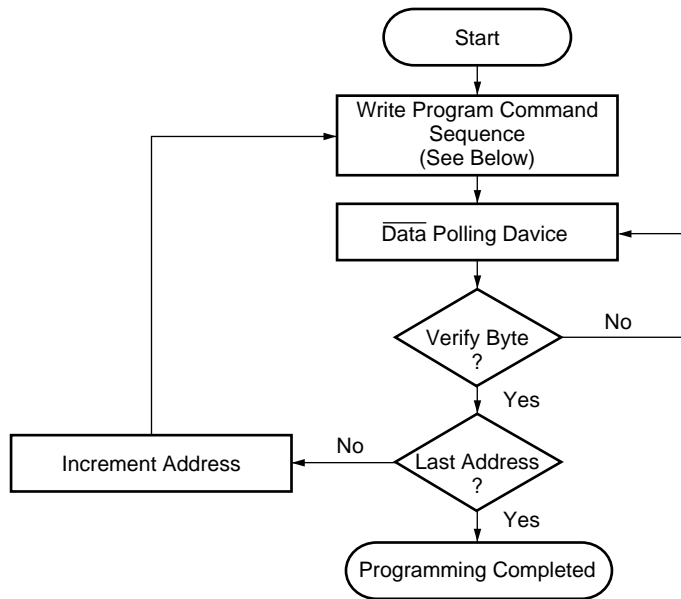 Start
Write Program Command
Sequence
(See Below)
Data Polling Davice
Verify Byte
?
No
Yes
Increment Address
No
Last Address
?
Yes
Programming Completed